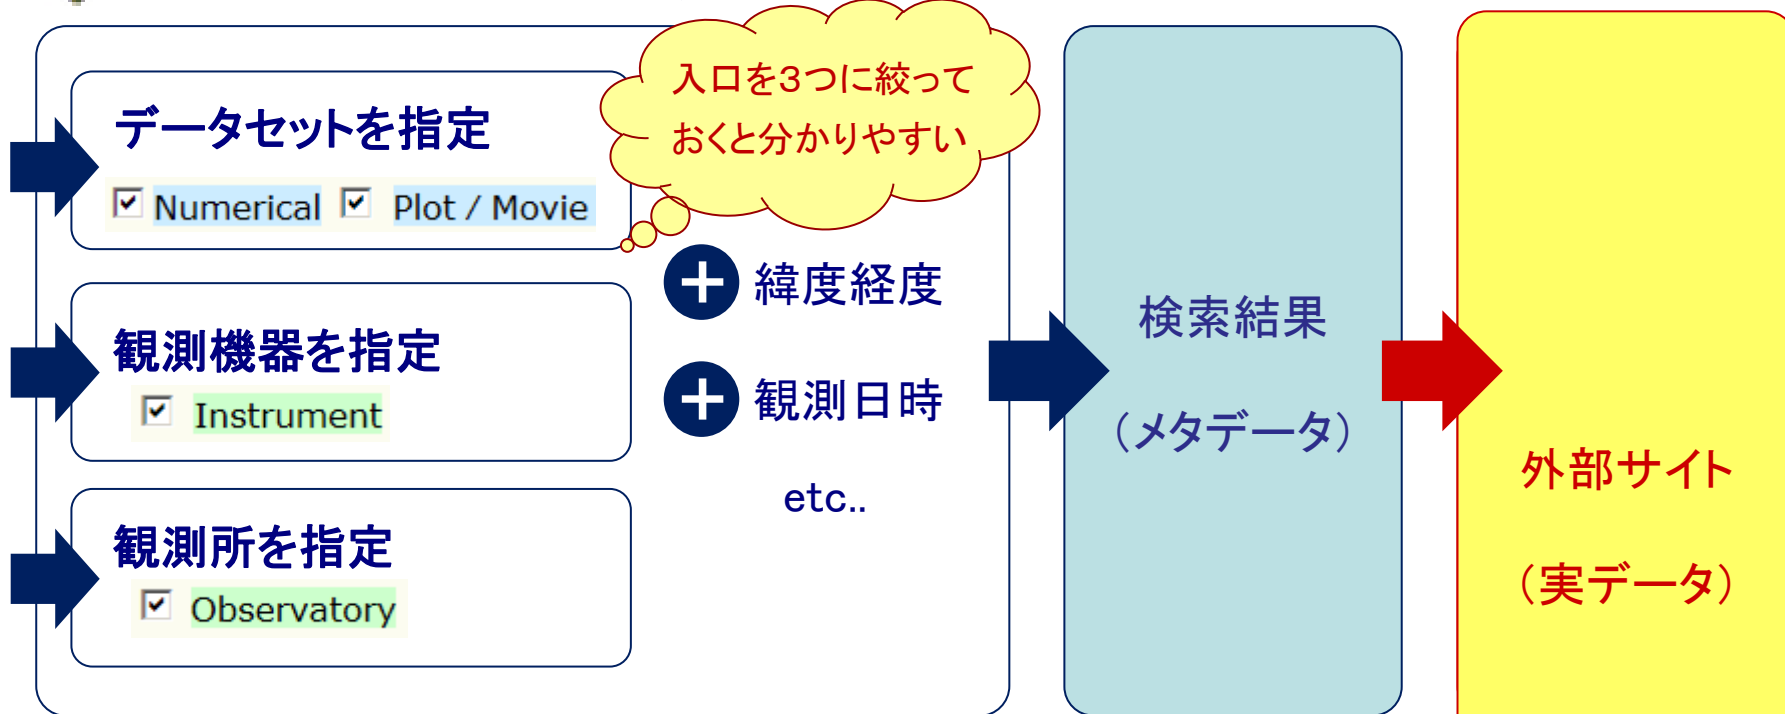 入口を3つに絞って
おくと分かりやすい
データセットを指定
Numerical Plot / Movie
観測機器を指定
Instrument
観測所を指定
Observatory
緯度経度
観測日時
etc..
検索結果
（メタデータ）
外部サイト
（実データ）